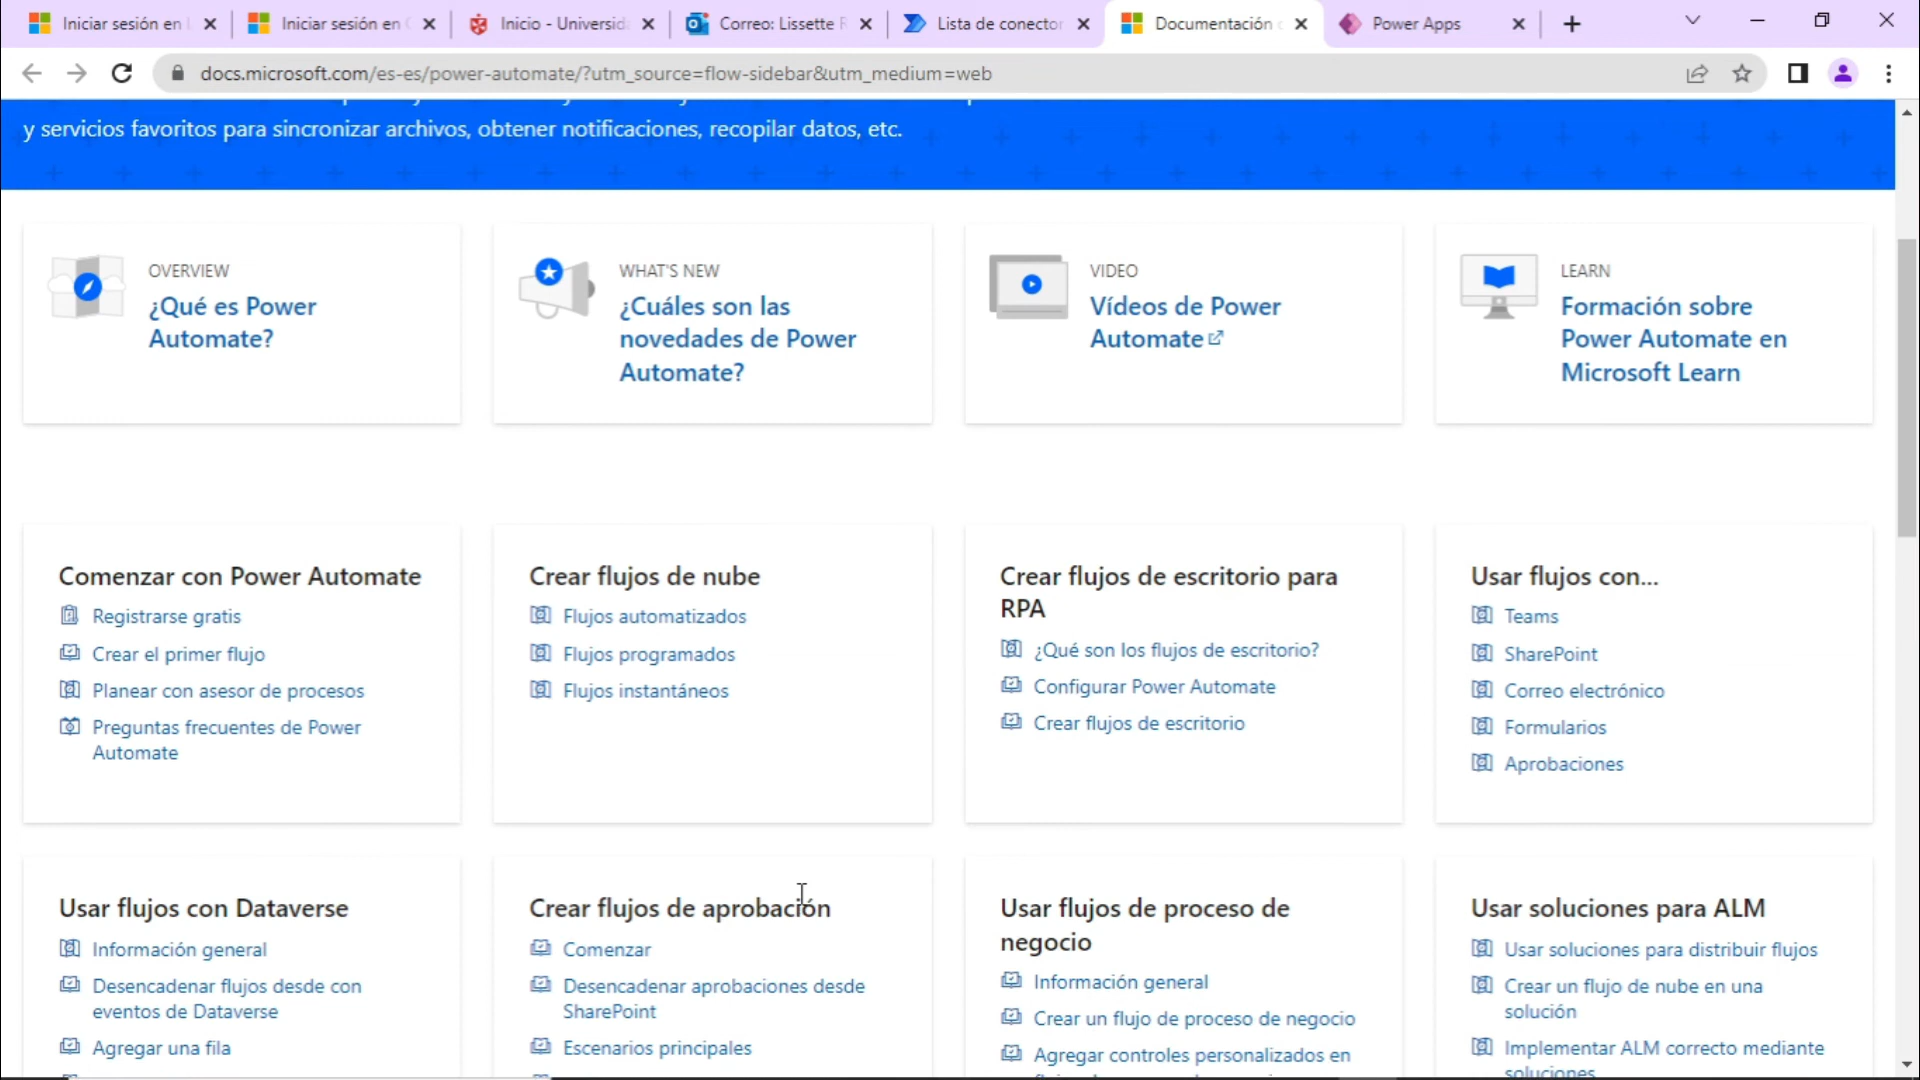 Iniciar sesión en
Iniciar sesión en
Inicio - Universid
Correo: Lissette R
Lista de conector
Documentación
Power Apps
docs.microsoft.com/es-es/power-automate/?utm_source=flow-sidebar&utm_medium=web
y servicios favoritos para sincronizar archivos, obtener notificaciones, recopilar datos, etc.
OVERVIEW
¿Qué es Power
Automate?
WHAT'S NEW
¿Cuáles son las
novedades de Power
Automate?
VIDEO
Vídeos de Power
Automate
LEARN
Formación sobre
Power Automate en
Microsoft Learn
Comenzar con Power Automate
Registrarse gratis
Crear el primer flujo
Planear con asesor de procesos
Preguntas frecuentes de Power
Automate
Crear flujos de nube
Flujos automatizados
Flujos programados
Flujos instantáneos
Crear flujos de escritorio para
RPA
¿Qué son los flujos de escritorio?
Configurar Power Automate
Crear flujos de escritorio
Usar flujos con...
Teams
SharePoint
Correo electrónico
Formularios
Aprobaciones
Usar flujos con Dataverse
Información general
Desencadenar flujos desde con
eventos de Dataverse
Agregar una fila
Crear flujos de aprobación
Comenzar
Desencadenar aprobaciones desde
SharePoint
Escenarios principales
Usar flujos de proceso de
negocio
Información general
Crear un flujo de proceso de negocio
Agregar controles personalizados en
Usar soluciones para ALM
Usar soluciones para distribuir flujos
Crear un flujo de nube en una
solución
Implementar ALM correcto mediante
soluciones